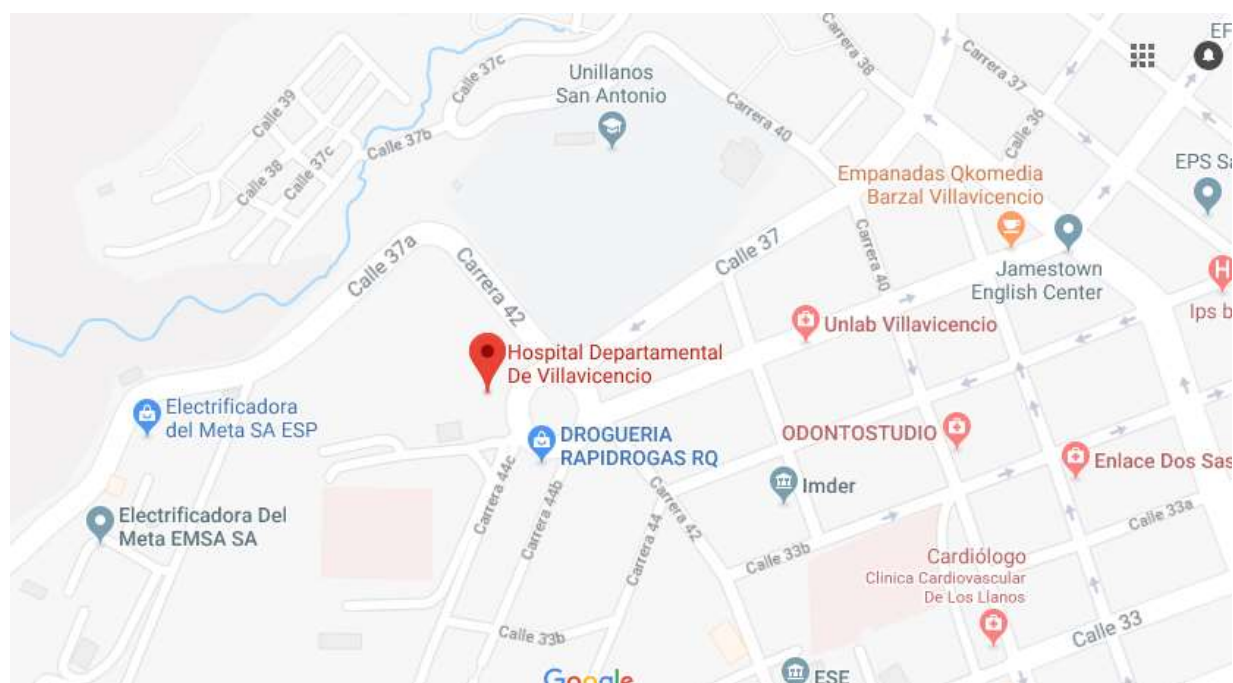 EF
Carrera 38
Carrera 37
Calle 37c
Unillanos
San Antonio
Calle 39
Carrera 40
Calle 36
Calle 37b
Calle 37c
Calle 38
EPS Sa
Empanadas Qkomedia
Barzal Villavicencio
Calle 37a
Carrera 42
Calle 37
Carrera 40
Jamestown
English Center
H
Ips b
Unlab Villavicencio
Hospital Departamental
De Villavicencio
Electrificadora
del Meta SA ESP
DROGUERIA
RAPIDROGAS RQ
ODONTOSTUDIO
Enlace Dos Sas
Carrera 44c
Carrera 44b
Carrera 44
Carrera 42
Imder
Electrificadora Del
Meta EMSA SA
Calle 33a
Calle 33b
Cardiólogo
Clinica Cardiovascular
De Los Llanos
Calle 33b
Calle 33
Google
ESE